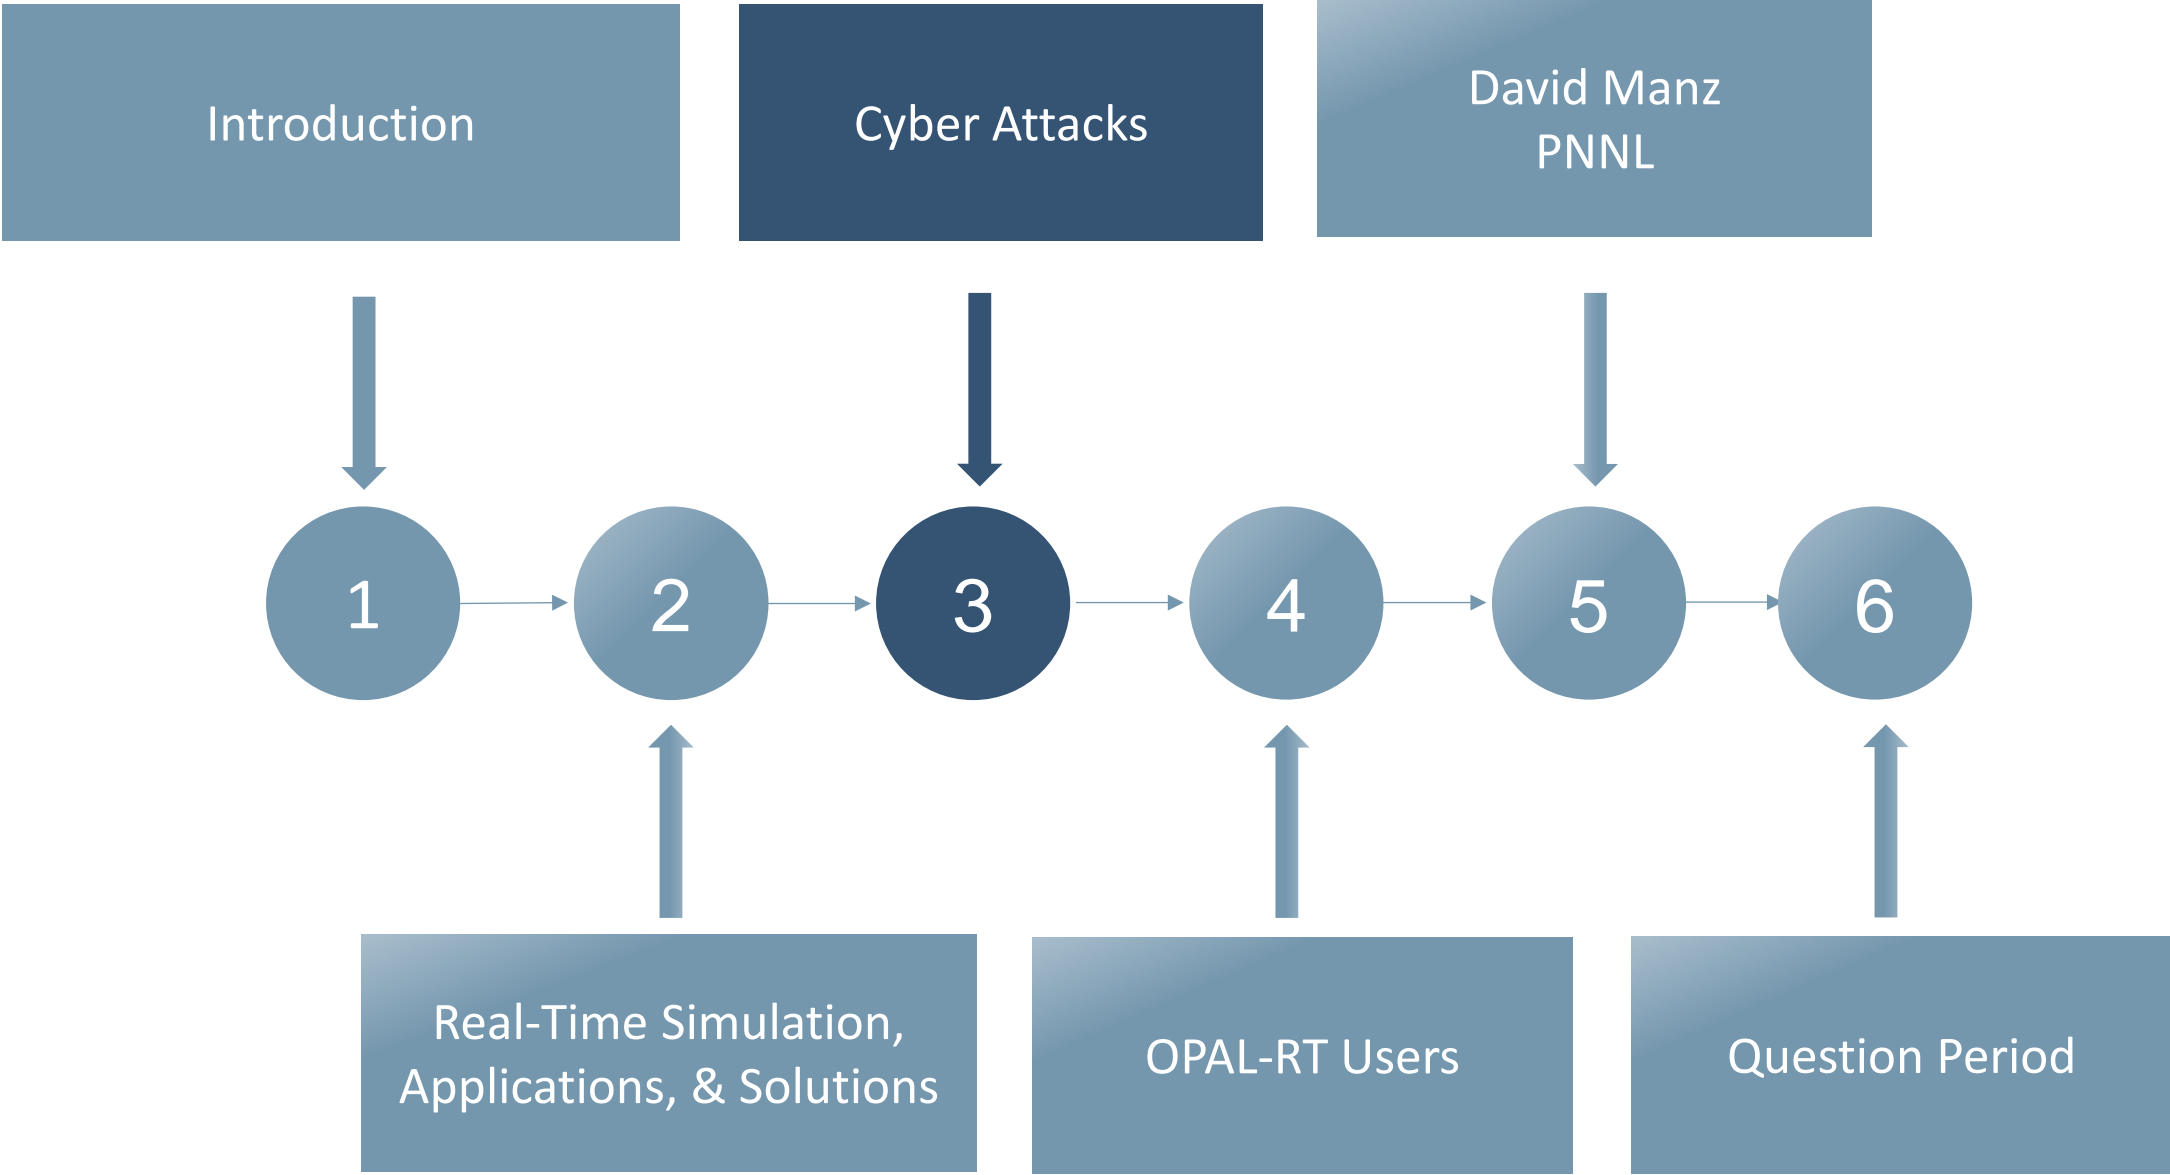 Introduction
Cyber Attacks
David Manz
PNNL
1
2
3
4
5
6
Real-Time Simulation,
Applications, & Solutions
OPAL-RT Users
Question Period